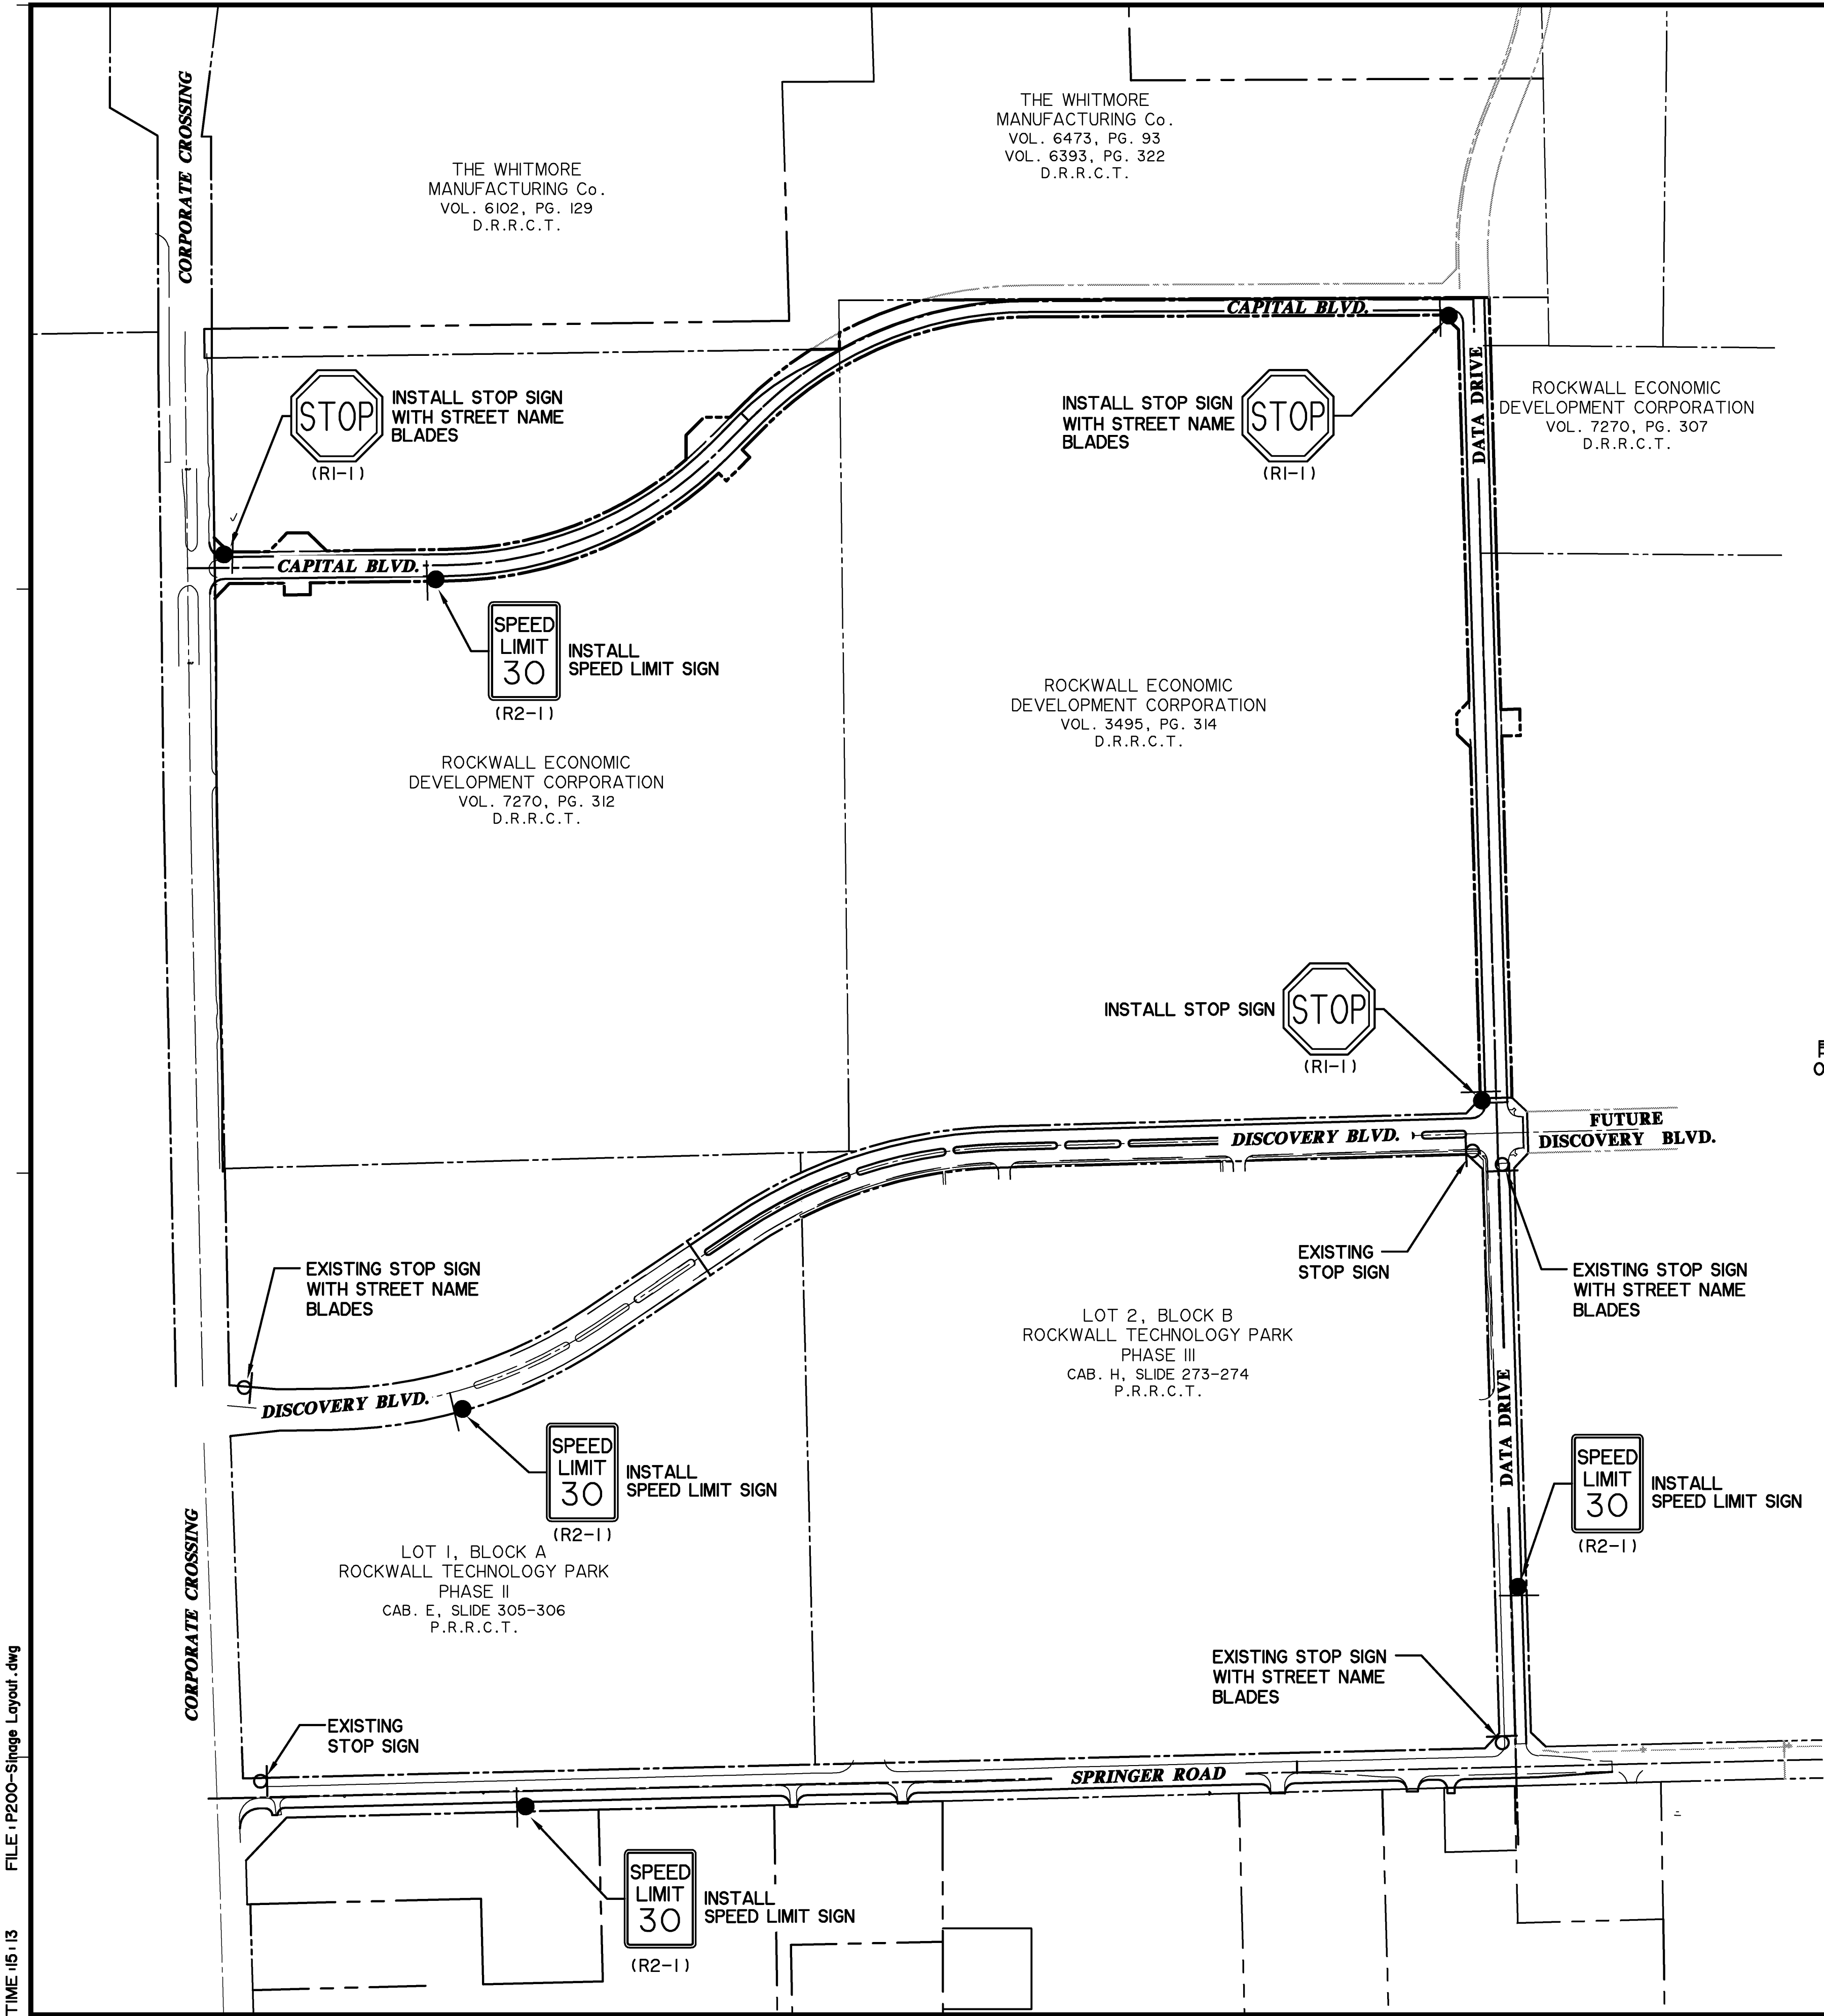 CORPORATE CROSSING
THE WHITMORE
MANUFACTURING Co.
VOL. 6102, PG. 129
D.R.R.C.T.
THE WHITMORE
MANUFACTURING Co.
VOL. 6473, PG. 93
VOL. 6393, PG. 322
D.R.R.C.T.
CAPITAL BLVD.
STOP
(R1-1)
INSTALL STOP SIGN
WITH STREET NAME
BLADES
INSTALL STOP SIGN
WITH STREET NAME
BLADES
STOP
(R1-1)
DATA DRIVE
ROCKWALL ECONOMIC
DEVELOPMENT CORPORATION
VOL. 7270, PG. 307
D.R.R.C.T.
CAPITAL BLVD.
SPEED
LIMIT
30
(R2-1)
INSTALL
SPEED LIMIT SIGN
ROCKWALL ECONOMIC
DEVELOPMENT CORPORATION
VOL. 3495, PG. 314
D.R.R.C.T.
ROCKWALL ECONOMIC
DEVELOPMENT CORPORATION
VOL. 7270, PG. 312
D.R.R.C.T.
INSTALL STOP SIGN
STOP
(R1-1)
DISCOVERY BLVD.
FUTURE
DISCOVERY BLVD.
EXISTING STOP SIGN
WITH STREET NAME
BLADES
EXISTING
STOP SIGN
EXISTING STOP SIGN
WITH STREET NAME
BLADES
LOT 2, BLOCK B
ROCKWALL TECHNOLOGY PARK
PHASE III
CAB. H, SLIDE 273-274
P.R.R.C.T.
DISCOVERY BLVD.
DATA DRIVE
SPEED
LIMIT
30
(R2-1)
INSTALL
SPEED LIMIT SIGN
SPEED
LIMIT
30
(R2-1)
INSTALL
SPEED LIMIT SIGN
CORPORATE CROSSING
LOT 1, BLOCK A
ROCKWALL TECHNOLOGY PARK
PHASE II
CAB. E, SLIDE 305-306
P.R.R.C.T.
EXISTING STOP SIGN
WITH STREET NAME
BLADES
EXISTING
STOP SIGN
SPRINGER ROAD
SPEED
LIMIT
30
(R2-1)
INSTALL
SPEED LIMIT SIGN
TIME :15:13 FILE :P200-Sinage Layout.dwg